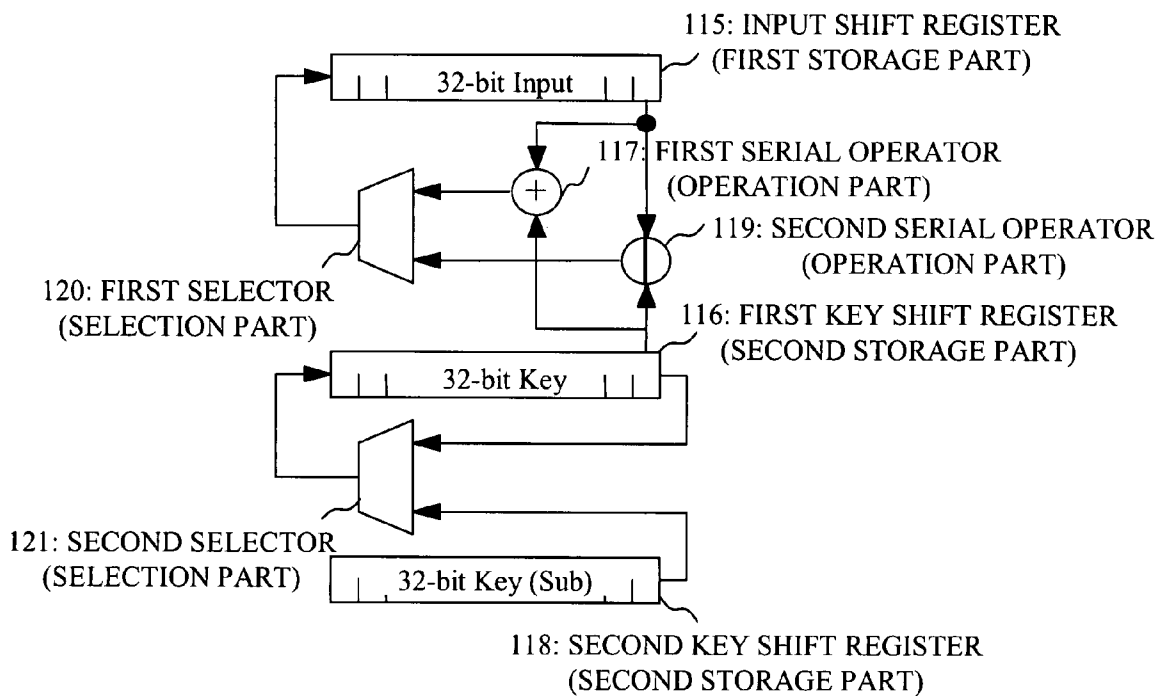 115: INPUT SHIFT REGISTER
(FIRST STORAGE PART)
32-bit Input
117: FIRST SERIAL OPERATOR
(OPERATION PART)
+
119: SECOND SERIAL OPERATOR
(OPERATION PART)
120: FIRST SELECTOR
(SELECTION PART)
116: FIRST KEY SHIFT REGISTER
(SECOND STORAGE PART)
32-bit Key
121: SECOND SELECTOR
(SELECTION PART)
32-bit Key (Sub)
118: SECOND KEY SHIFT REGISTER
(SECOND STORAGE PART)